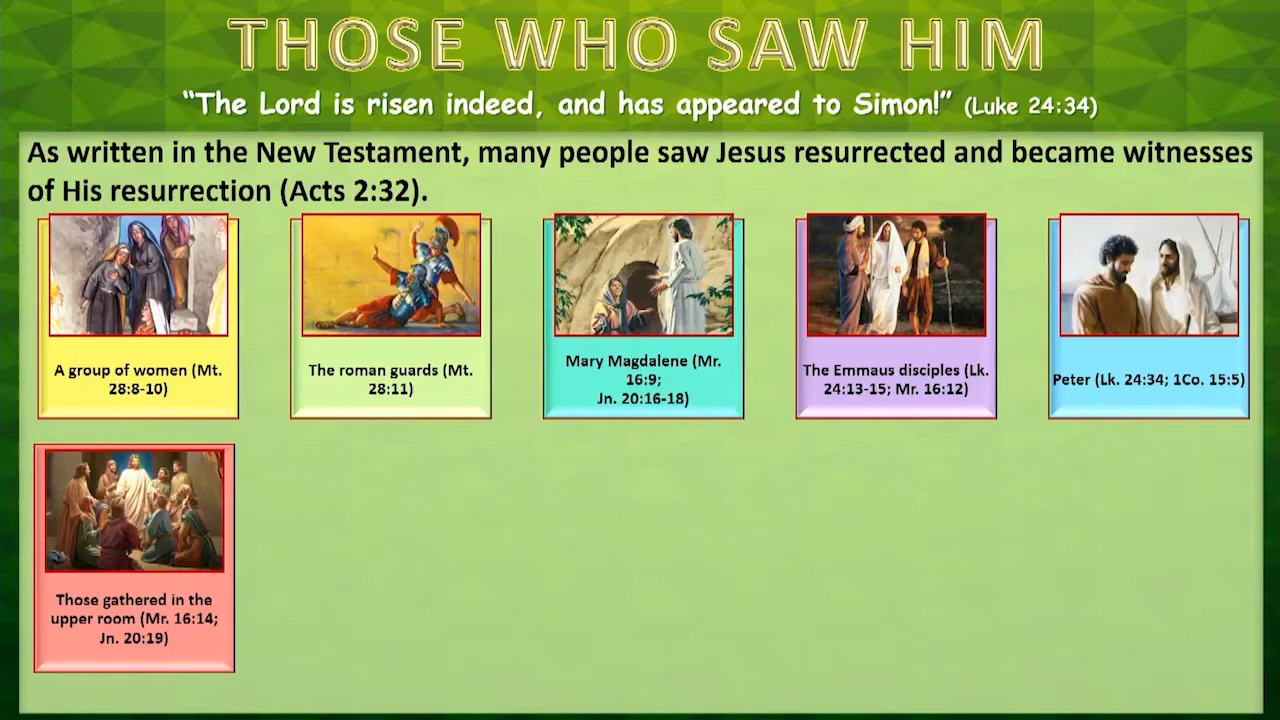 THOSE WHO SAW HIM
“The Lord is risen indeed, and has appeared to Simon!” (Luke 24:34)
As written in the New Testament, many people saw Jesus resurrected and became witnesses
of His resurrection (Acts 2:32).
A group of women (Mt.
28:8-10)
The roman guards (Mt.
28:11)
Mary Magdalene (Mr.
16:9;
Jn. 20:16-18)
The Emmaus disciples (Lk.
24:13-15; Mr. 16:12)
Peter (Lk. 24:34; 1Co. 15:5)
Those gathered in the
upper room (Mr. 16:14;
Jn. 20:19)